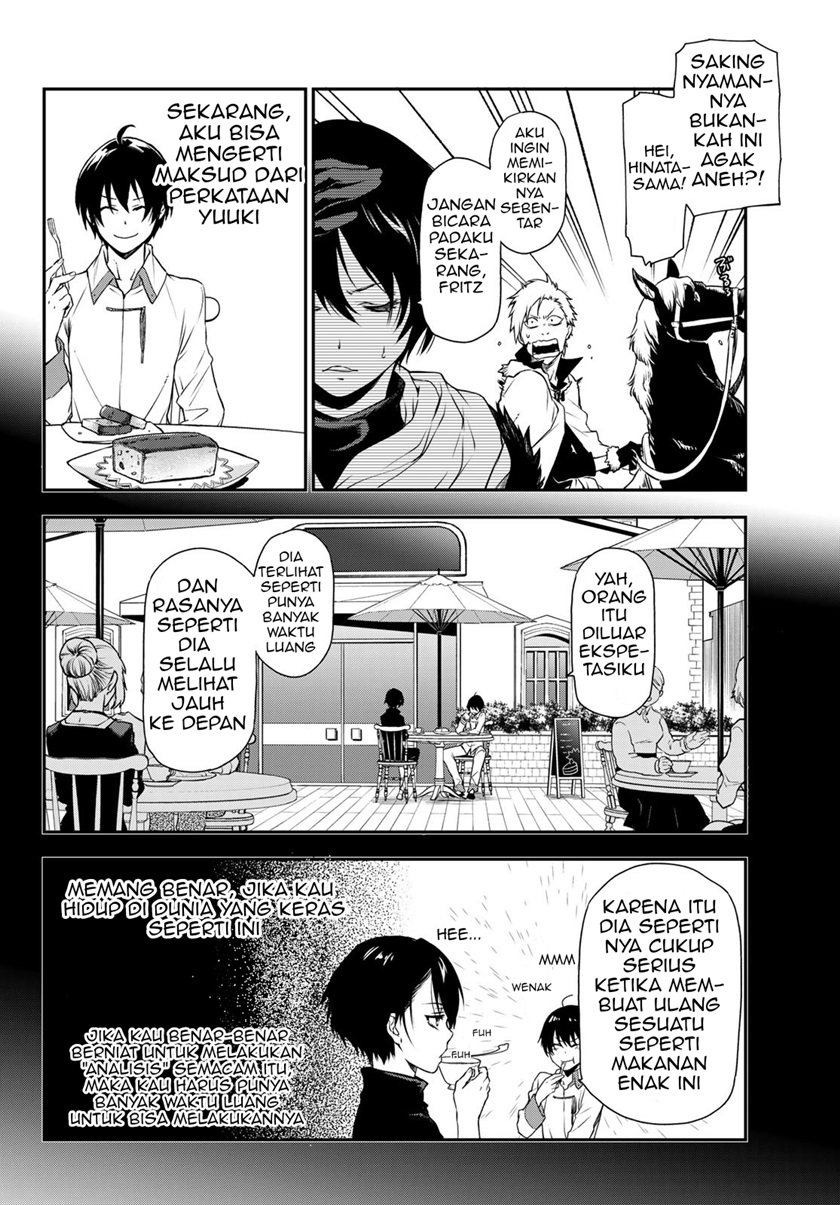 SAKING
NYAMAN-
NYA
BUKAN-
KAH INI
AGAK
ANEH?!
HEI,
HINATA-
SAMA!
AKU
INGIN
MEMI-
KIRKAN
NYA
SEBEN-
TAR
JANGAN
BICARA
PADAKU
SEKA-
RANG,
FRITZ
SEKARANG,
AKU BISA
MENGERTI
MAKSUD DARI
PERKATAAN
YUUKI
YAH,
ORANG
ITU
DILUAR
EKSPE-
TASIKU
DIA
TERLIHAT
SEPERTI
PUNYA
BANYAK
WAKTU
LUANG
DAN
RASANYA
SEPERTI
DIA
SELALU
MELIHAT
JAUH
KE DEPAN
KARENA ITU
DIA SEPERTI
NYA CUKUP
SERIUS
KETIKA MEM-
BUAT ULANG
SESUATU
SEPERTI
MAKANAN
ENAK INI
MMM
WENAK
HEE...
FUH
FUH
MEMANG BENAR, JIKA KAU
HIDUP DI DUNIA YANG KERAS
SEPERTI INI
JIKA KAU BENAR-BENAR
BERNIAT UNTUK MELAKUKAN
"ANALISIS" SEMACAM ITU,
MAKA KAU HARUS PUNYA
BANYAK WAKTU LUANG
UNTUK BISA MELAKUKANNYA